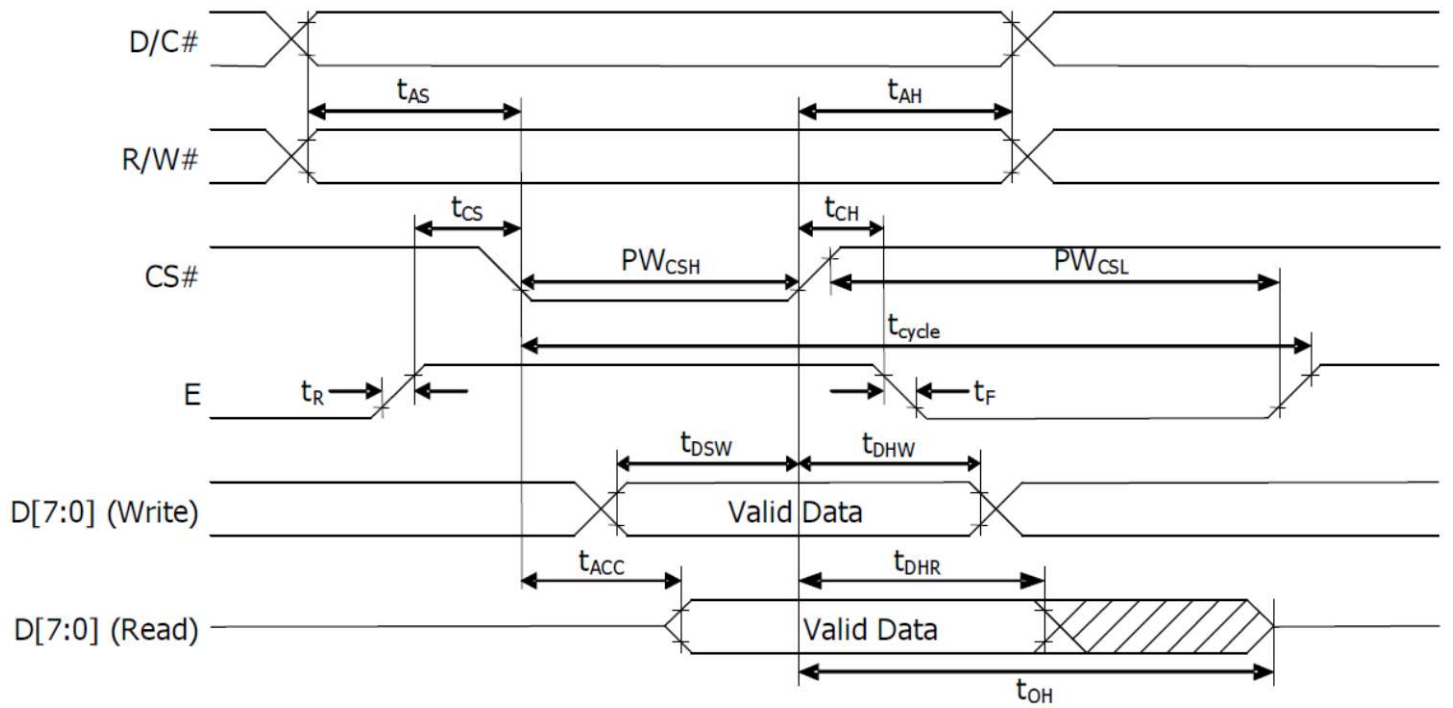 D/C#
tAS
tAH
R/W#
tCS
tCH
CS#
PWCSH
PWCSL
tcycle
E
tR
tF
tDSW
tDHW
D[7:0] (Write)
Valid Data
tACC
tDHR
D[7:0] (Read)
Valid Data
tOH